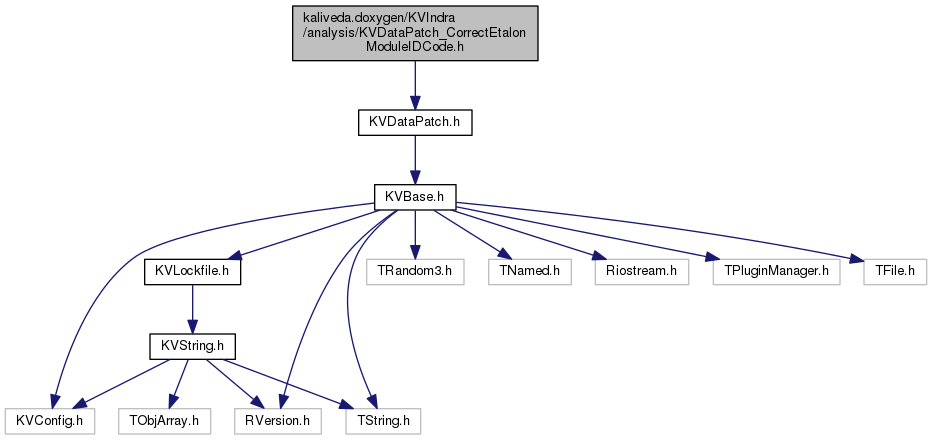 kaliveda.doxygen/KVIndra
/analysis/KVDataPatch_CorrectEtalon
ModuleIDCode.h
KVDataPatch.h
KVBase.h
KVLockfile.h
TRandom3.h
TNamed.h
Riostream.h
TPluginManager.h
TFile.h
KVString.h
KVConfig.h
TObjArray.h
RVersion.h
TString.h